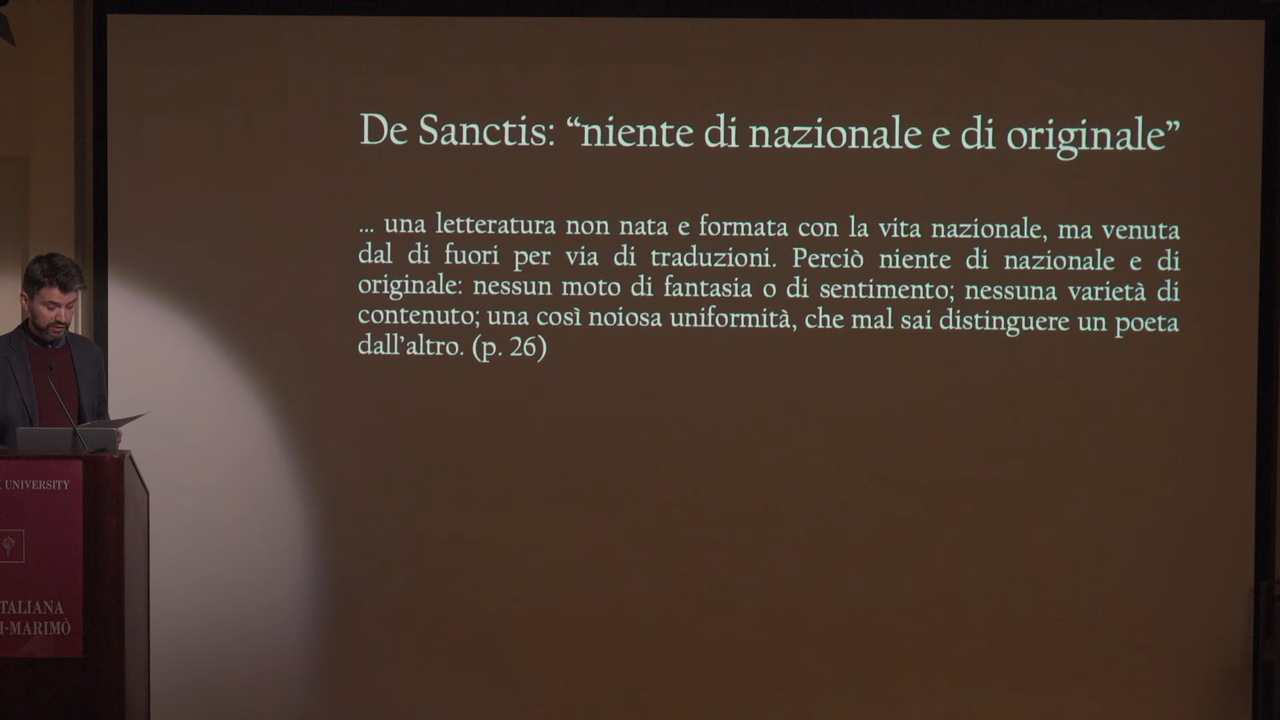 De Sanctis: “niente di nazionale e di originale”
... una letteratura non nata e formata con la vita nazionale, ma venuta
dal di fuori per via di traduzioni. Perciò niente di nazionale e di
originale: nessun moto di fantasia o di sentimento; nessuna varietà di
contenuto; una così noiosa uniformità, che mal sai distinguere un poeta
dall’altro. (p. 26)
UNIVERSITY
TALIANA
I-MARIMÒ